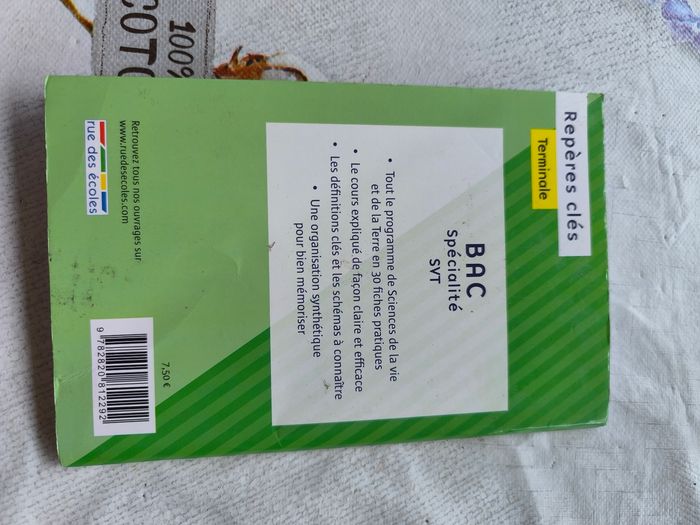 100%
COTO
Repères clés
Terminale
BAC
spécialité
SVT
• Tout le programme de Sciences de la vie
et de la Terre en 30 fiches pratiques
• Le cours expliqué de façon claire et efficace
• Les définitions clés et les schémas à connaître
• Une organisation synthétique
pour bien mémoriser
Retrouvez tous nos ouvrages sur
www.ruedesecoles.com
rue des écoles
7,50 €
9 782820 812292